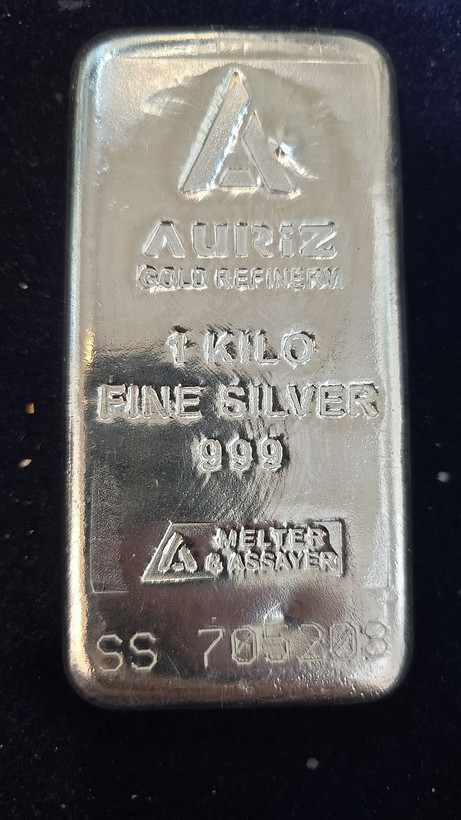 AURIZ
GOLD REFINERY
1 KILO
FINE SILVER
999
MELTER
& ASSAYER
SS 705208